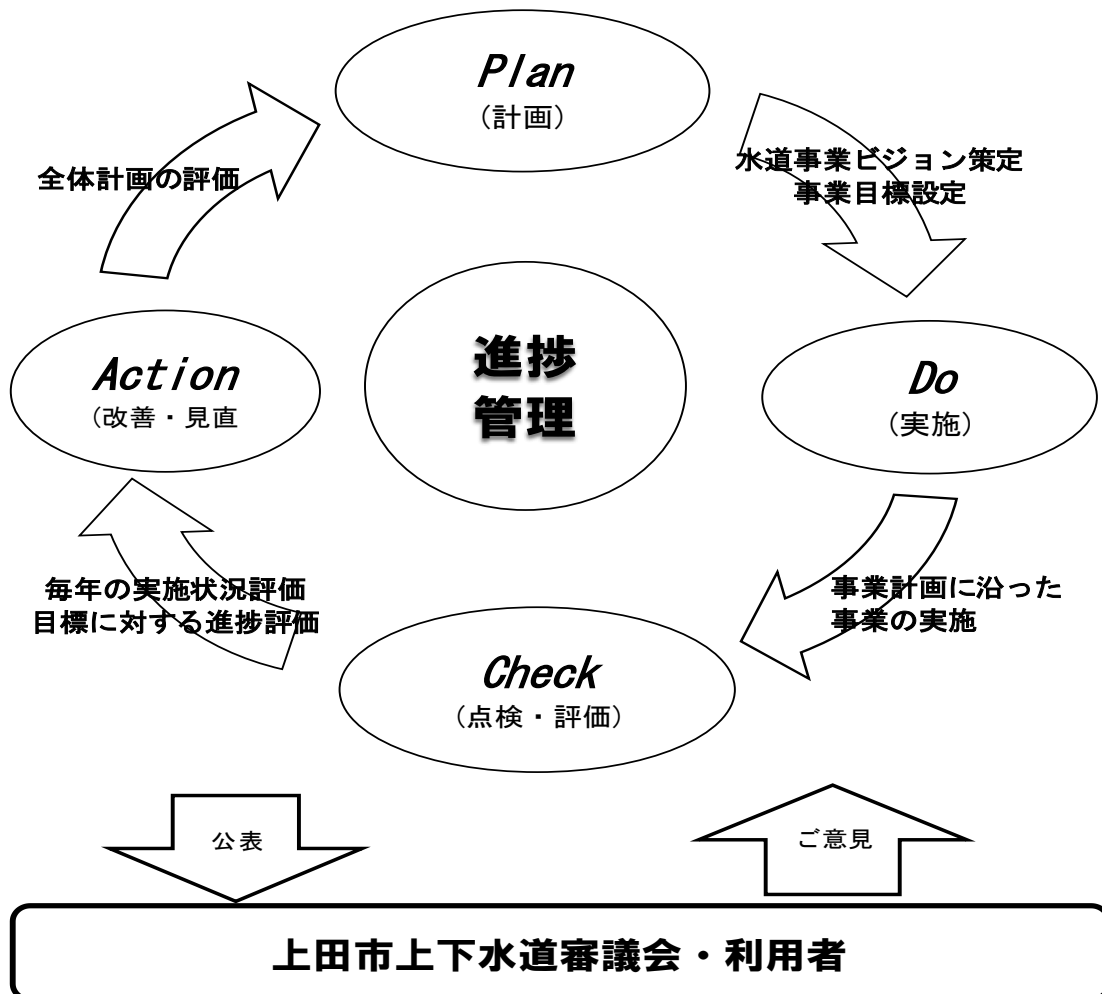 Plan
(計画)
全体計画の評価
水道事業ビジョン策定
事業目標設定
進捗
管理
Action
(改善・見直
Do
(実施)
毎年の実施状況評価
目標に対する進捗評価
事業計画に沿った
事業の実施
Check
(点検・評価)
公表
ご意見
上田市上下水道審議会・利用者